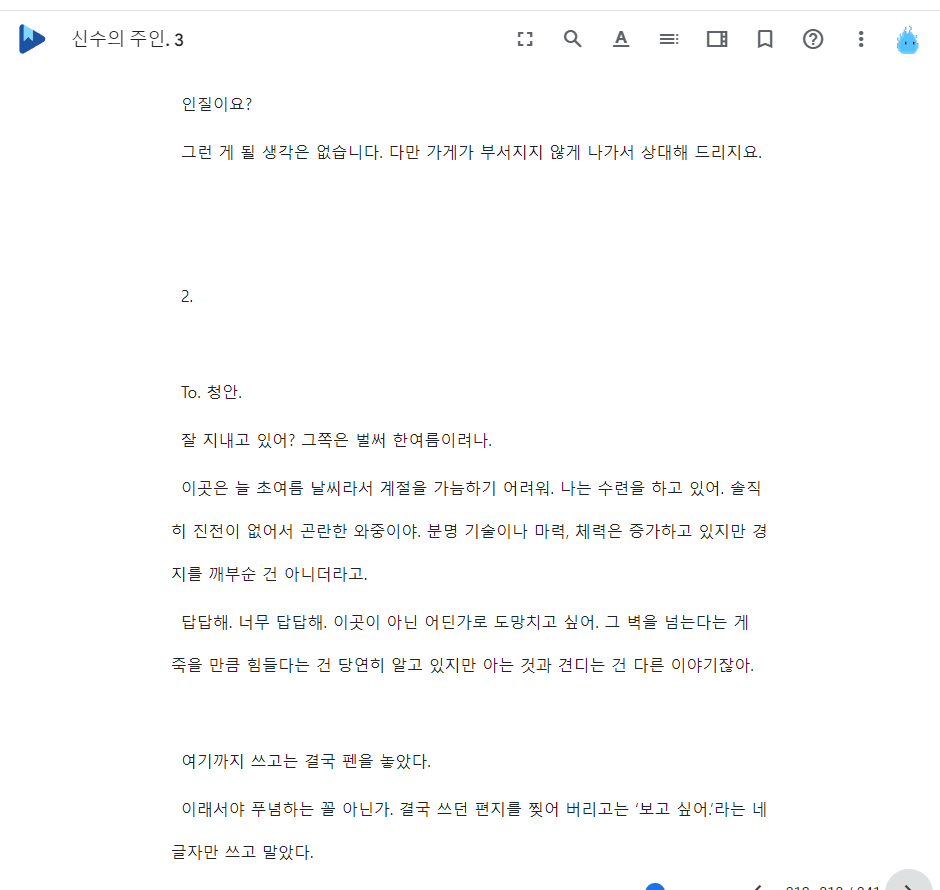 신수의 주인. 3
인질이요?
그런 게 될 생각은 없습니다. 다만 가게가 부서지지 않게 나가서 상대해 드리지요.
2.
To. 청안.
잘 지내고 있어? 그쪽은 벌써 한여름이려나.
이곳은 늘 초여름 날씨라서 계절을 가늠하기 어려워. 나는 수련을 하고 있어. 솔직
히 진전이 없어서 곤란한 와중이야. 분명 기술이나 마력, 체력은 증가하고 있지만 경
지를 깨부순 건 아니더라고.
답답해. 너무 답답해. 이곳이 아닌 어딘가로 도망치고 싶어. 그 벽을 넘는다는 게
죽을 만큼 힘들다는 건 당연히 알고 있지만 아는 것과 견디는 건 다른 이야기잖아.
여기까지 쓰고는 결국 펜을 놓았다.
이래서야 푸념하는 꼴 아닌가. 결국 쓰던 편지를 찢어 버리고는 ‘보고 싶어.’라는 네
글자만 쓰고 말았다.